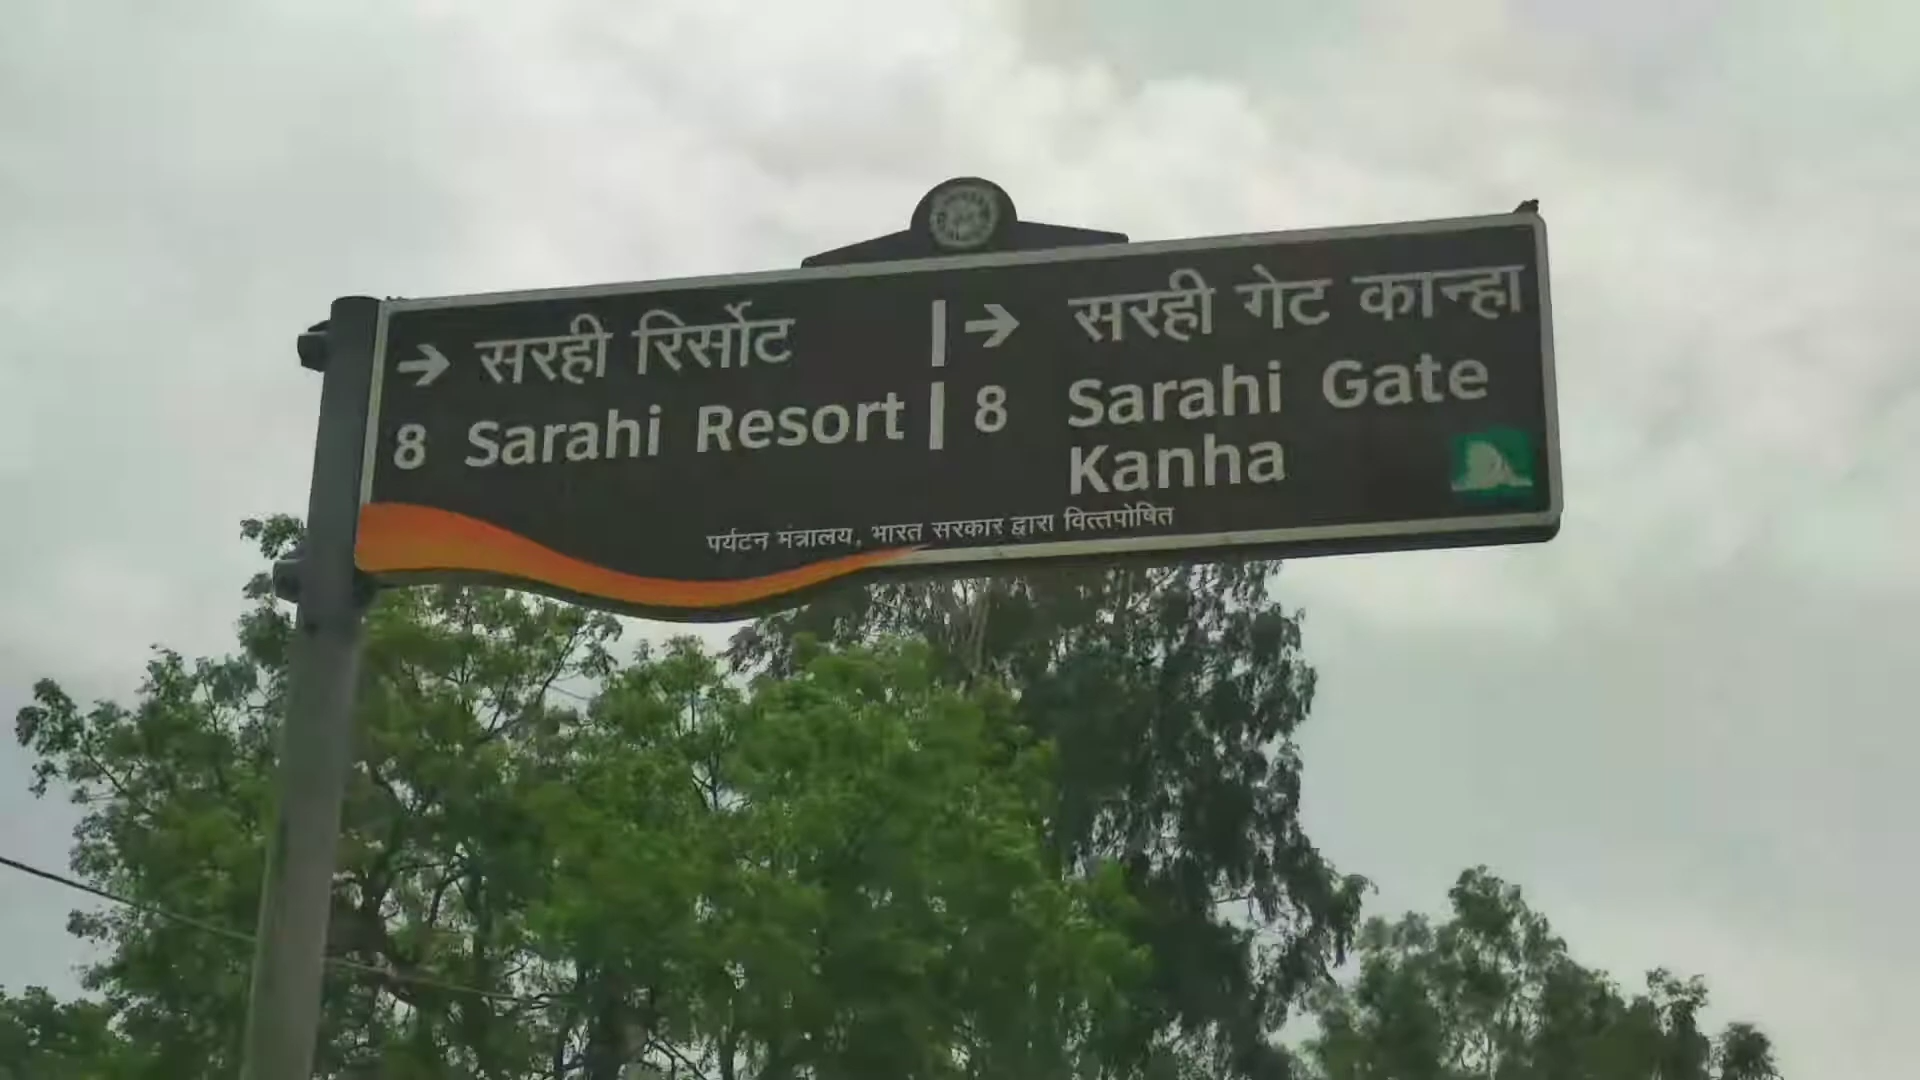 → सरही रिर्सोट
8 Sarahi Resort
→ सरही गेट कान्हा
8 Sarahi Gate
Kanha
पर्यटन मंत्रालय, भारत सरकार द्वारा वित्तपोषित